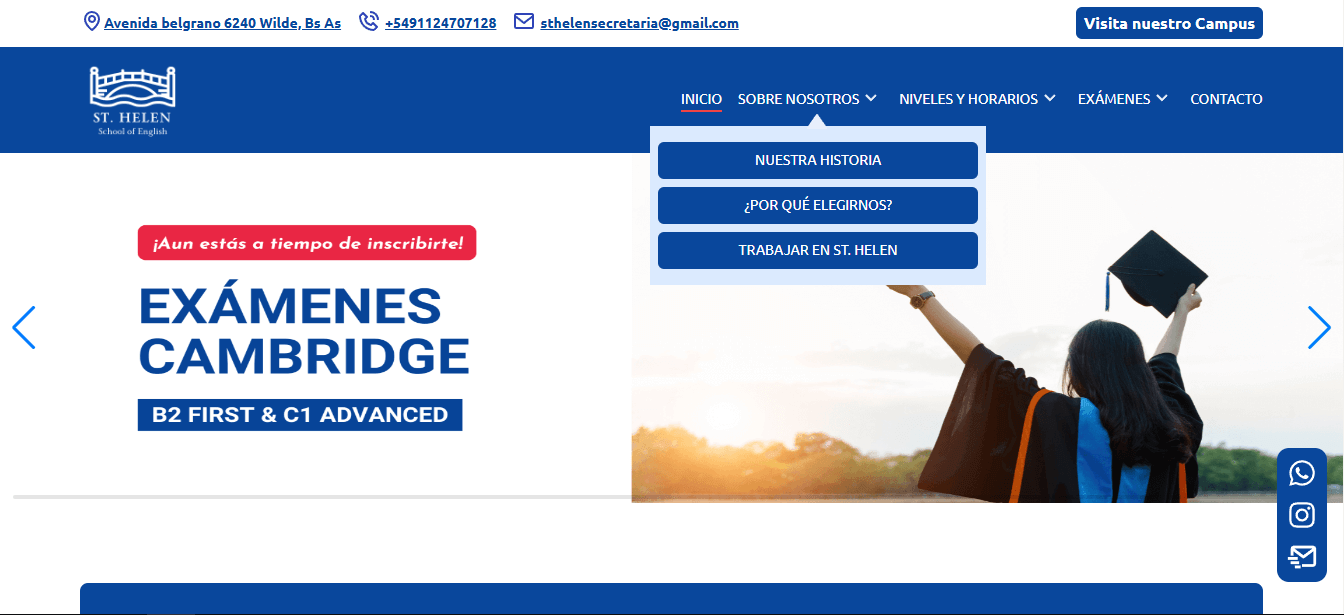 Avenida belgrano 6240 Wilde, Bs As
+5491124707128
sthelensecretaria@gmail.com
Visita nuestro Campus
ST. HELEN
School of English
INICIO
SOBRE NOSOTROS
NIVELES Y HORARIOS
EXÁMENES
CONTACTO
NUESTRA HISTORIA
¿POR QUÉ ELEGIRNOS?
TRABAJAR EN ST. HELEN
¡Aun estás a tiempo de inscribirte!
EXÁMENES
CAMBRIDGE
B2 FIRST & C1 ADVANCED